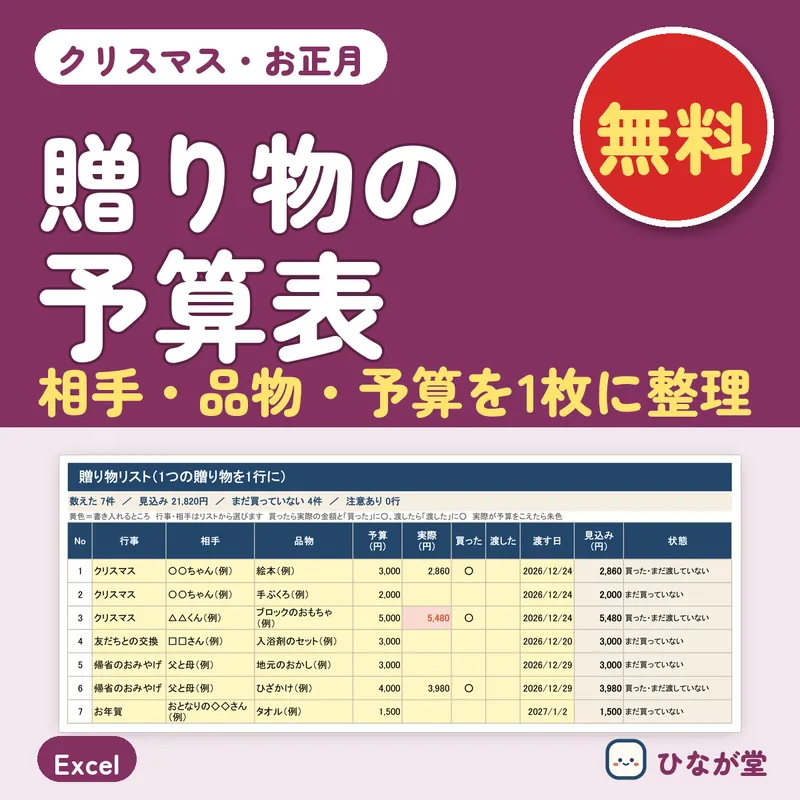 クリスマス・お正月
無料
贈り物の
予算表
相手・品物・予算を1枚に整理
贈り物リスト（1つの贈り物を1行に）
数えた 7件 ／ 見込み 21,820円 ／ まだ買っていない 4件 ／ 注意あり 0行
黄色＝書き入れるところ 行事・相手はリストから選びます 買ったら実際の金額と「買った」に〇、渡したら「渡した」に〇 実際が予算をこえたら朱色
No 行事 相手 品物 予算（円） 実際（円） 買った 渡した 渡す日 見込み（円） 状態
1 クリスマス 〇〇ちゃん（例） 絵本（例） 3,000 2,860 〇 2026/12/24 2,860 買った・まだ渡していない
2 クリスマス 〇〇ちゃん（例） 手ぶくろ（例） 2,000 2026/12/24 2,000 まだ買っていない
3 クリスマス △△くん（例） ブロックのおもちゃ（例） 5,000 5,480 〇 2026/12/24 5,480 買った・まだ渡していない
4 友だちとの交換 □□さん（例） 入浴剤のセット（例） 3,000 2026/12/20 3,000 まだ買っていない
5 帰省のおみやげ 父と母（例） 地元のおかし（例） 3,000 2026/12/29 3,000 まだ買っていない
6 帰省のおみやげ 父と母（例） ひざかけ（例） 4,000 3,980 〇 2026/12/29 3,980 買った・まだ渡していない
7 お年賀 おとなりの◇◇さん（例） タオル（例） 1,500 2027/1/2 1,500 まだ買っていない
Excel
ひなが堂